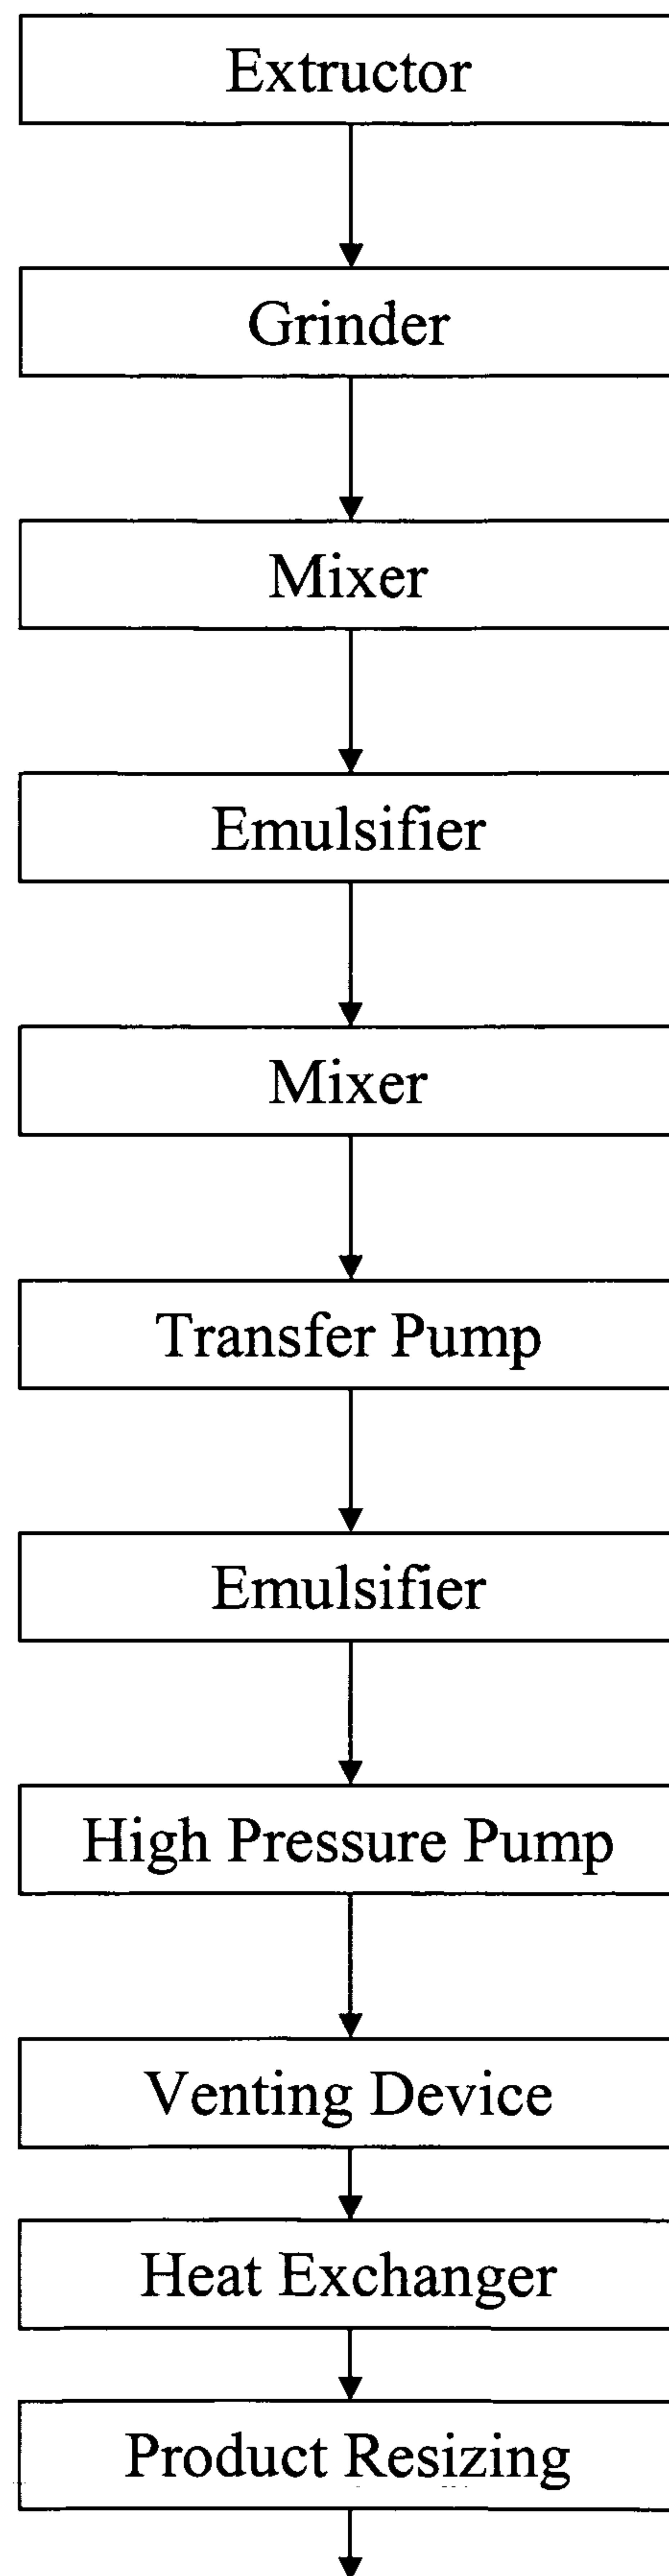 Extructor
Grinder
Mixer
Emulsifier
Mixer
Transfer Pump
Emulsifier
High Pressure Pump
Venting Device
Heat Exchanger
Product Resizing